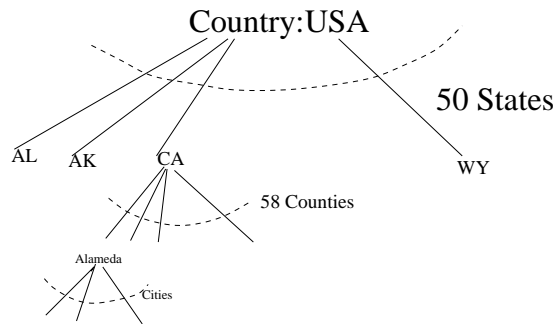 Country:USA
50 States
AL
AK
CA
WY
58 Counties
Alameda
Cities